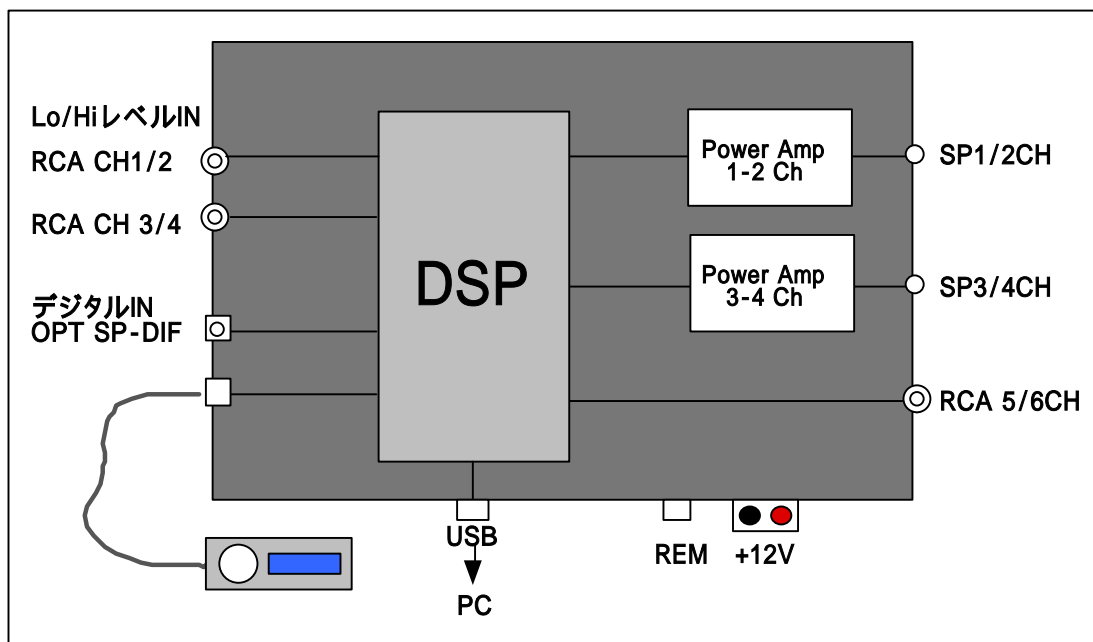 Lo/HiレベルIN
RCA CH1/2
RCA CH 3/4
デジタルIN
OPT SP-DIF
DSP
Power Amp
1-2 Ch
Power Amp
3-4 Ch
SP1/2CH
SP3/4CH
RCA 5/6CH
USB
PC
REM
+12V